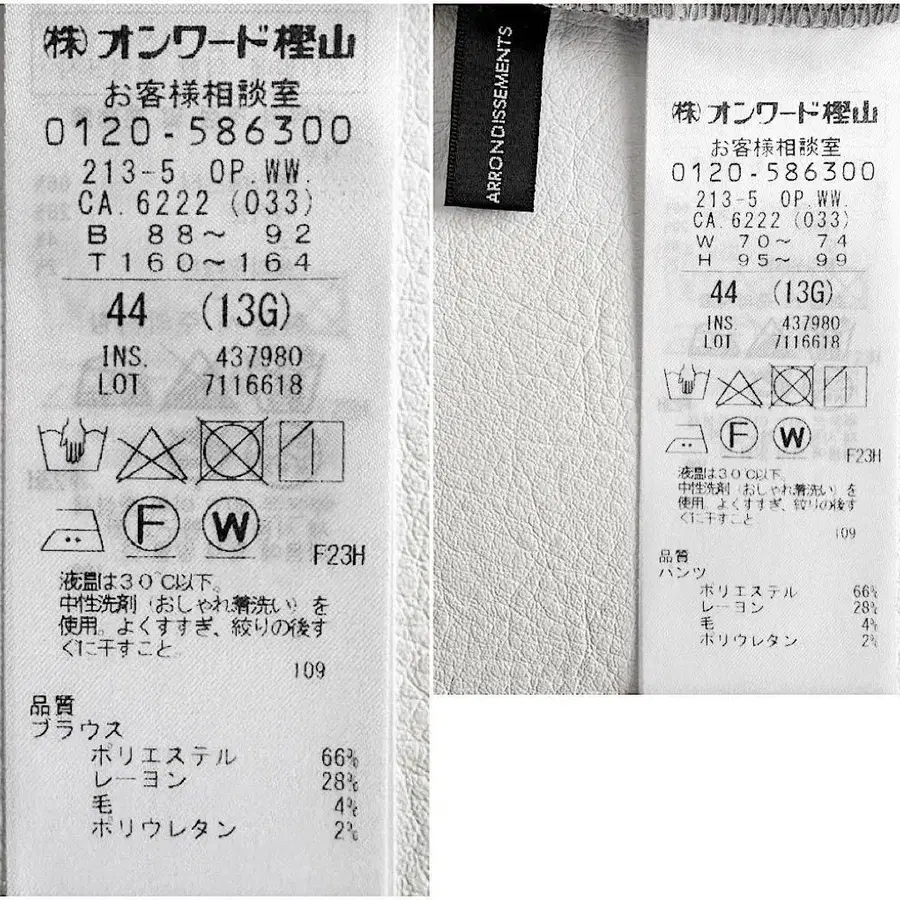 (株) オンワード樫山
お客様相談室
0120-586300
213-5 OP.WW.
CA.6222 (033)
B 88〜 92
T 160〜164
44 (13G)
INS. 437980
LOT 7116618
F
W
F23H
液温は30℃以下。
中性洗剤（おしゃれ着洗い）を
使用。よくすすぎ、絞りの後す
ぐに干すこと。
109
品質
ブラウス
ポリエステル 66%
レーヨン 28%
毛 4%
ポリウレタン 2%
ARRONDISSEMENTS
(株) オンワード樫山
お客様相談室
0120-586300
213-5 OP.WW.
CA.6222 (033)
W 70〜 74
H 95〜 99
44 (13G)
INS. 437980
LOT 7116618
F
W
F23H
液温は30℃以下。
中性洗剤（おしゃれ着洗い）を
使用。よくすすぎ、絞りの後す
ぐに干すこと。
109
品質
パンツ
ポリエステル 66%
レーヨン 28%
毛 4%
ポリウレタン 2%